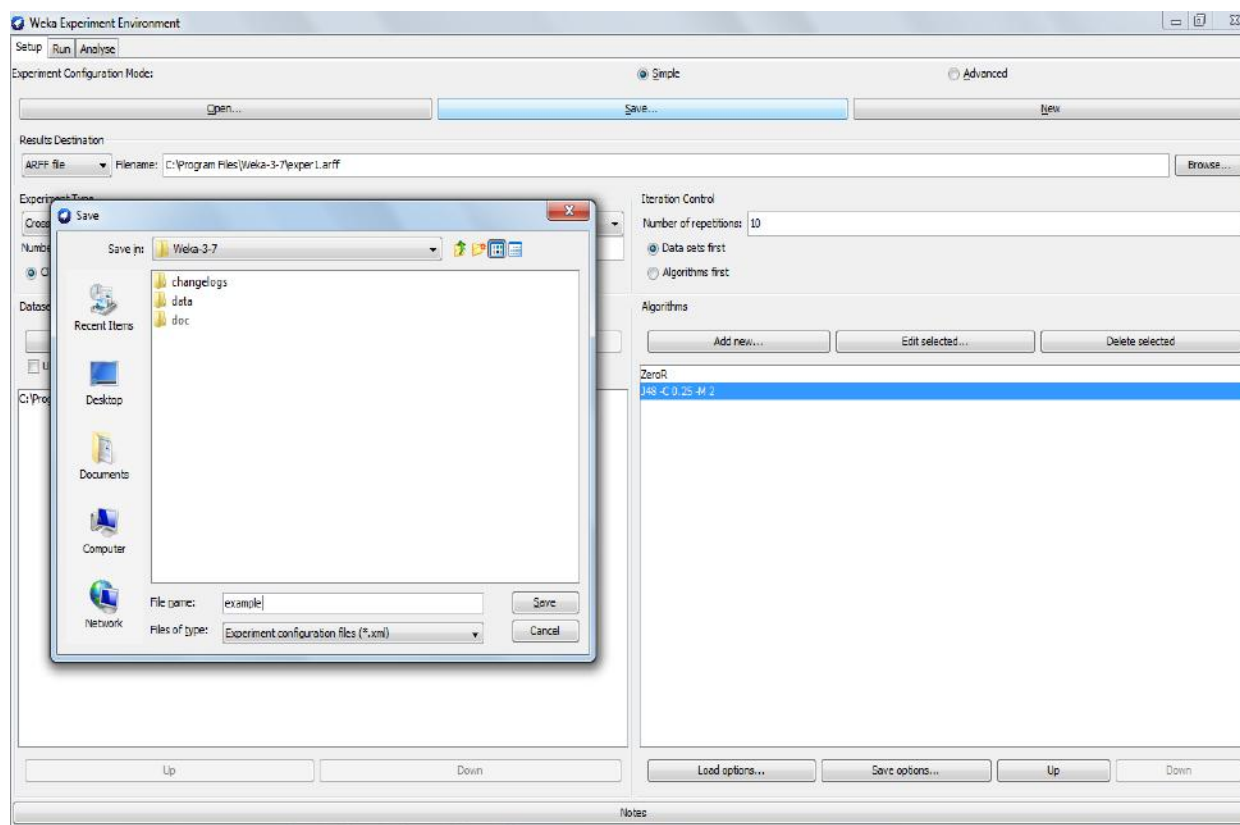 Weka Experiment Environment
Setup Run Analyse
Experiment Configuration Mode: Simple Advanced
Open... Save... New
Results Destination
ARFF file Filename: C:\Program Files\Weka-3-7\exper1.arff Browse...
Iteration Control
Number of repetitions: 10
Data sets first
Algorithms first
Algorithms
Add new... Edit selected... Delete selected
ZeroR
J48 -C 0.25 -M 2
Save
Save in: Weka-3-7
changelogs
data
doc
Recent Items
Desktop
Documents
Computer
Network
File name: example Save
Files of type: Experiment configuration files (*.xml) Cancel
Up Down
Load options... Save options... Up Down
Notes